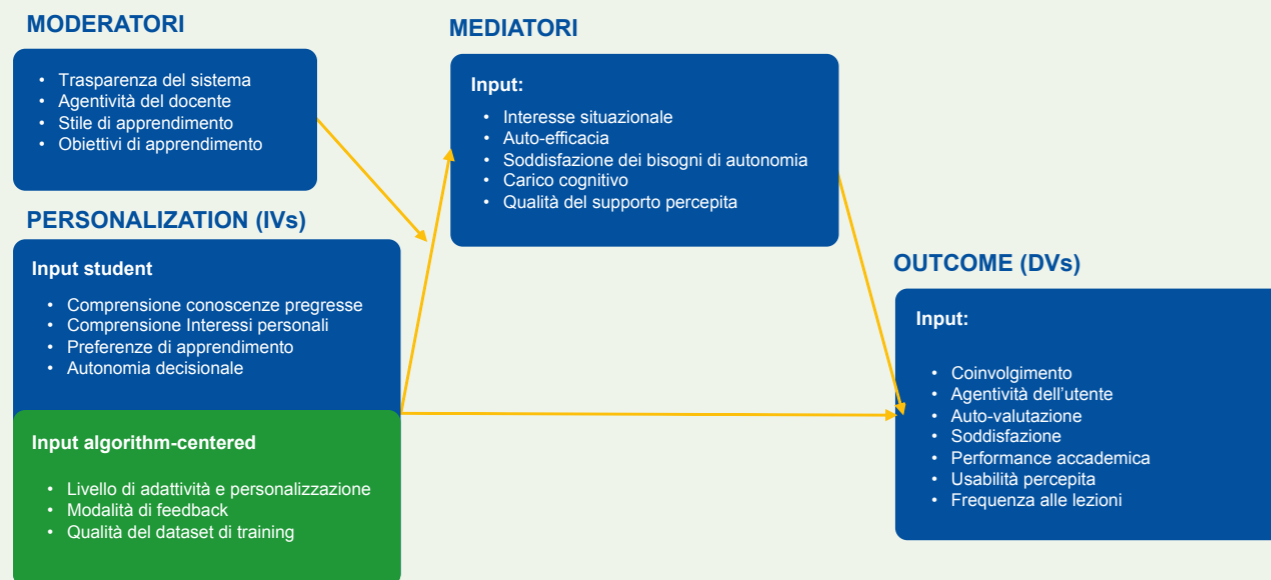 MODERATORI
• Trasparenza del sistema
• Agentività del docente
• Stile di apprendimento
• Obiettivi di apprendimento
MEDIATORI
Input:
• Interesse situazionale
• Auto-efficacia
• Soddisfazione dei bisogni di autonomia
• Carico cognitivo
• Qualità del supporto percepita
PERSONALIZATION (IVs)
Input student
• Comprensione conoscenze pregresse
• Comprensione Interessi personali
• Preferenze di apprendimento
• Autonomia decisionale
Input algorithm-centered
• Livello di adattività e personalizzazione
• Modalità di feedback
• Qualità del dataset di training
OUTCOME (DVs)
Input:
• Coinvolgimento
• Agentività dell’utente
• Auto-valutazione
• Soddisfazione
• Performance accademica
• Usabilità percepita
• Frequenza alle lezioni